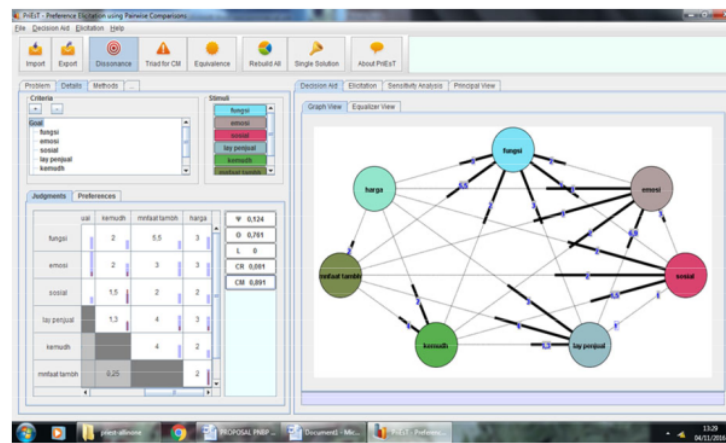 PriEsT - Preference Elicitation using Pairwise Comparisons
File Decision Aid Elicitation Help
Import Export Dissonance Triad for CM Equivalence Rebuild All Single Solution About PriEsT
Problem Details Methods ...
Decision Aid Elicitation Sensitivity Analysis Principal View
Criteria Stimuli
Graph View Equalizer View
+ -
Goal
fungsi
emosi
sosial
lay penjual
kemudh
fungsi
emosi
sosial
lay penjual
kemudh
mnfaat tambh
Judgments Preferences
ual kemudh mnfaat tambh harga
fungsi 2 5,5 3
emosi 2 3 3
sosial 1,5 2 2
lay penjual 1,3 4 3
kemudh 4 2
mnfaat tambh 0,25 2
Ψ 0,124
Θ 0,761
L 0
CR 0,081
CM 0,891
fungsi
harga
emosi
mnfaat tambh
sosial
kemudh
lay penjual
priest-allinone
PROPOSAL PNBP ...
Document1 - Mic...
PriEsT - Preferenc...
13:29